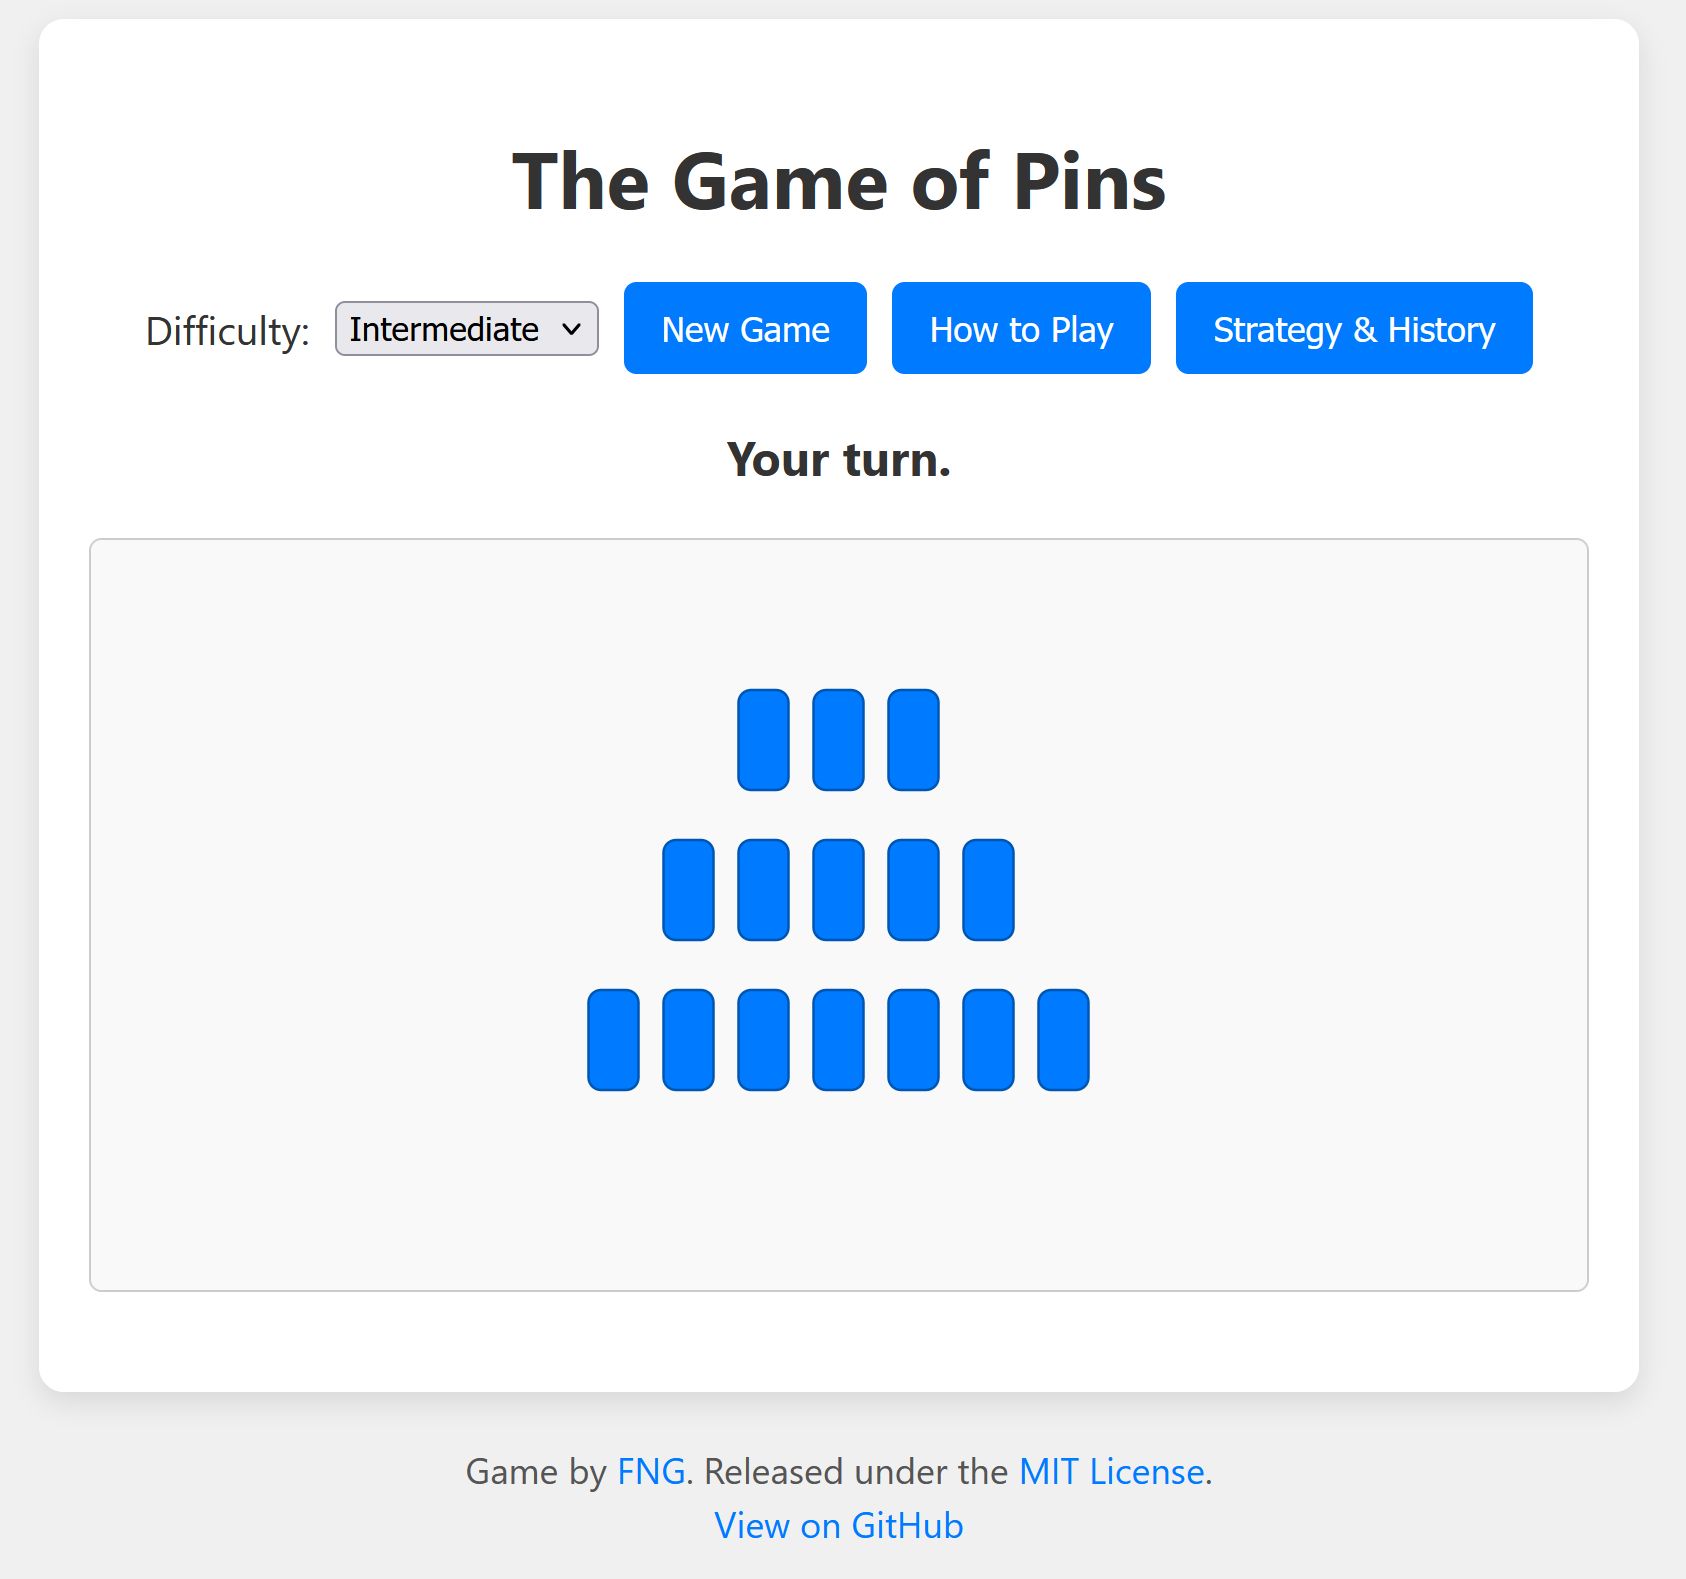 The Game of Pins
Difficulty: Intermediate New Game How to Play Strategy & History
Your turn.
Game by FNG. Released under the MIT License.
View on GitHub